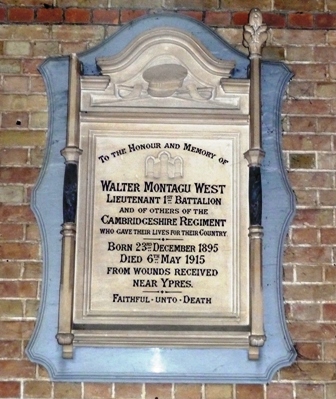 TO THE HONOUR AND MEMORY OF
WALTER MONTAGU WEST
LIEUTENANT 1ST BATTALION
AND OF OTHERS OF THE
CAMBRIDGESHIRE REGIMENT
WHO GAVE THEIR LIVES FOR THEIR COUNTRY.
BORN 23RD DECEMBER 1895
DIED 6TH MAY 1915
FROM WOUNDS RECEIVED
NEAR YPRES.
FAITHFUL · UNTO · DEATH